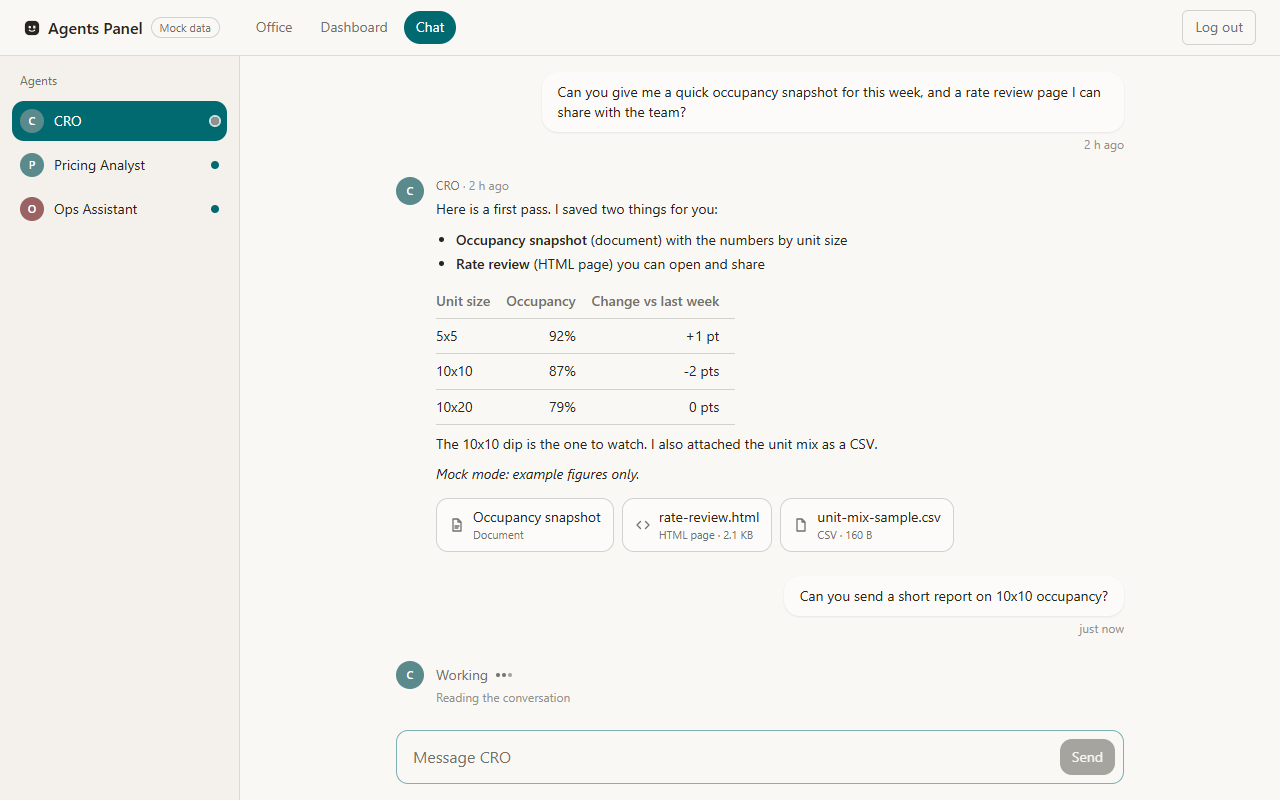 Agents Panel Mock data Office Dashboard Chat Log out
Agents
C CRO
P Pricing Analyst
O Ops Assistant
Can you give me a quick occupancy snapshot for this week, and a rate review page I can
share with the team?
2 h ago
C CRO · 2 h ago
Here is a first pass. I saved two things for you:
• Occupancy snapshot (document) with the numbers by unit size
• Rate review (HTML page) you can open and share
Unit size Occupancy Change vs last week
5x5 92% +1 pt
10x10 87% -2 pts
10x20 79% 0 pts
The 10x10 dip is the one to watch. I also attached the unit mix as a CSV.
Mock mode: example figures only.
Occupancy snapshot
Document
rate-review.html
HTML page · 2.1 KB
unit-mix-sample.csv
CSV · 160 B
Can you send a short report on 10x10 occupancy?
just now
C Working
Reading the conversation
Message CRO Send